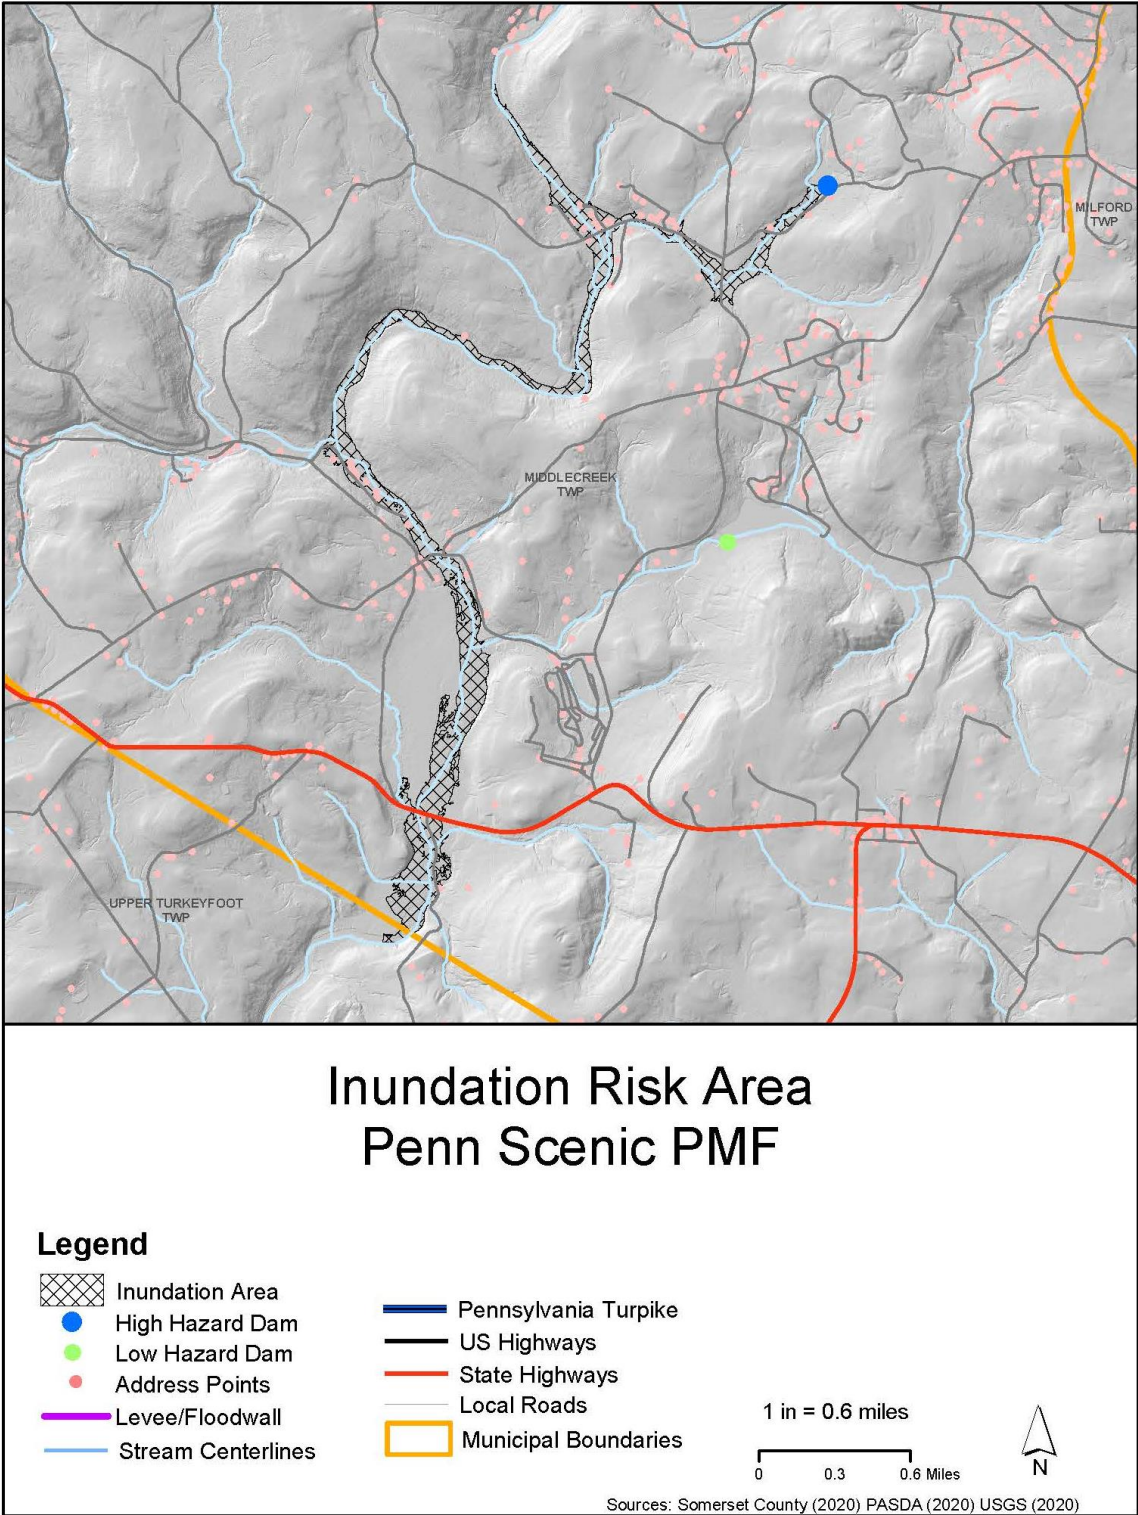 MILFORD
TWP
MIDDLECREEK
TWP
UPPER TURKEYFOOT
TWP
Inundation Risk Area
Penn Scenic PMF
Legend
Inundation Area
High Hazard Dam
Low Hazard Dam
Address Points
Levee/Floodwall
Stream Centerlines
Pennsylvania Turpike
US Highways
State Highways
Local Roads
Municipal Boundaries
1 in = 0.6 miles
0 0.3 0.6 Miles
N
Sources: Somerset County (2020) PASDA (2020) USGS (2020)